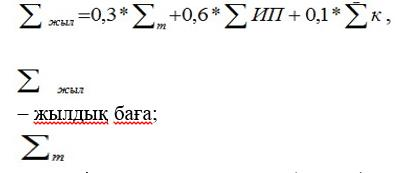 ∑ жыл =0,3 * ∑ m +0,6 * ∑ ИП + 0,1 * ∑ к ,
∑ жыл
– жылдық баға;
∑ m